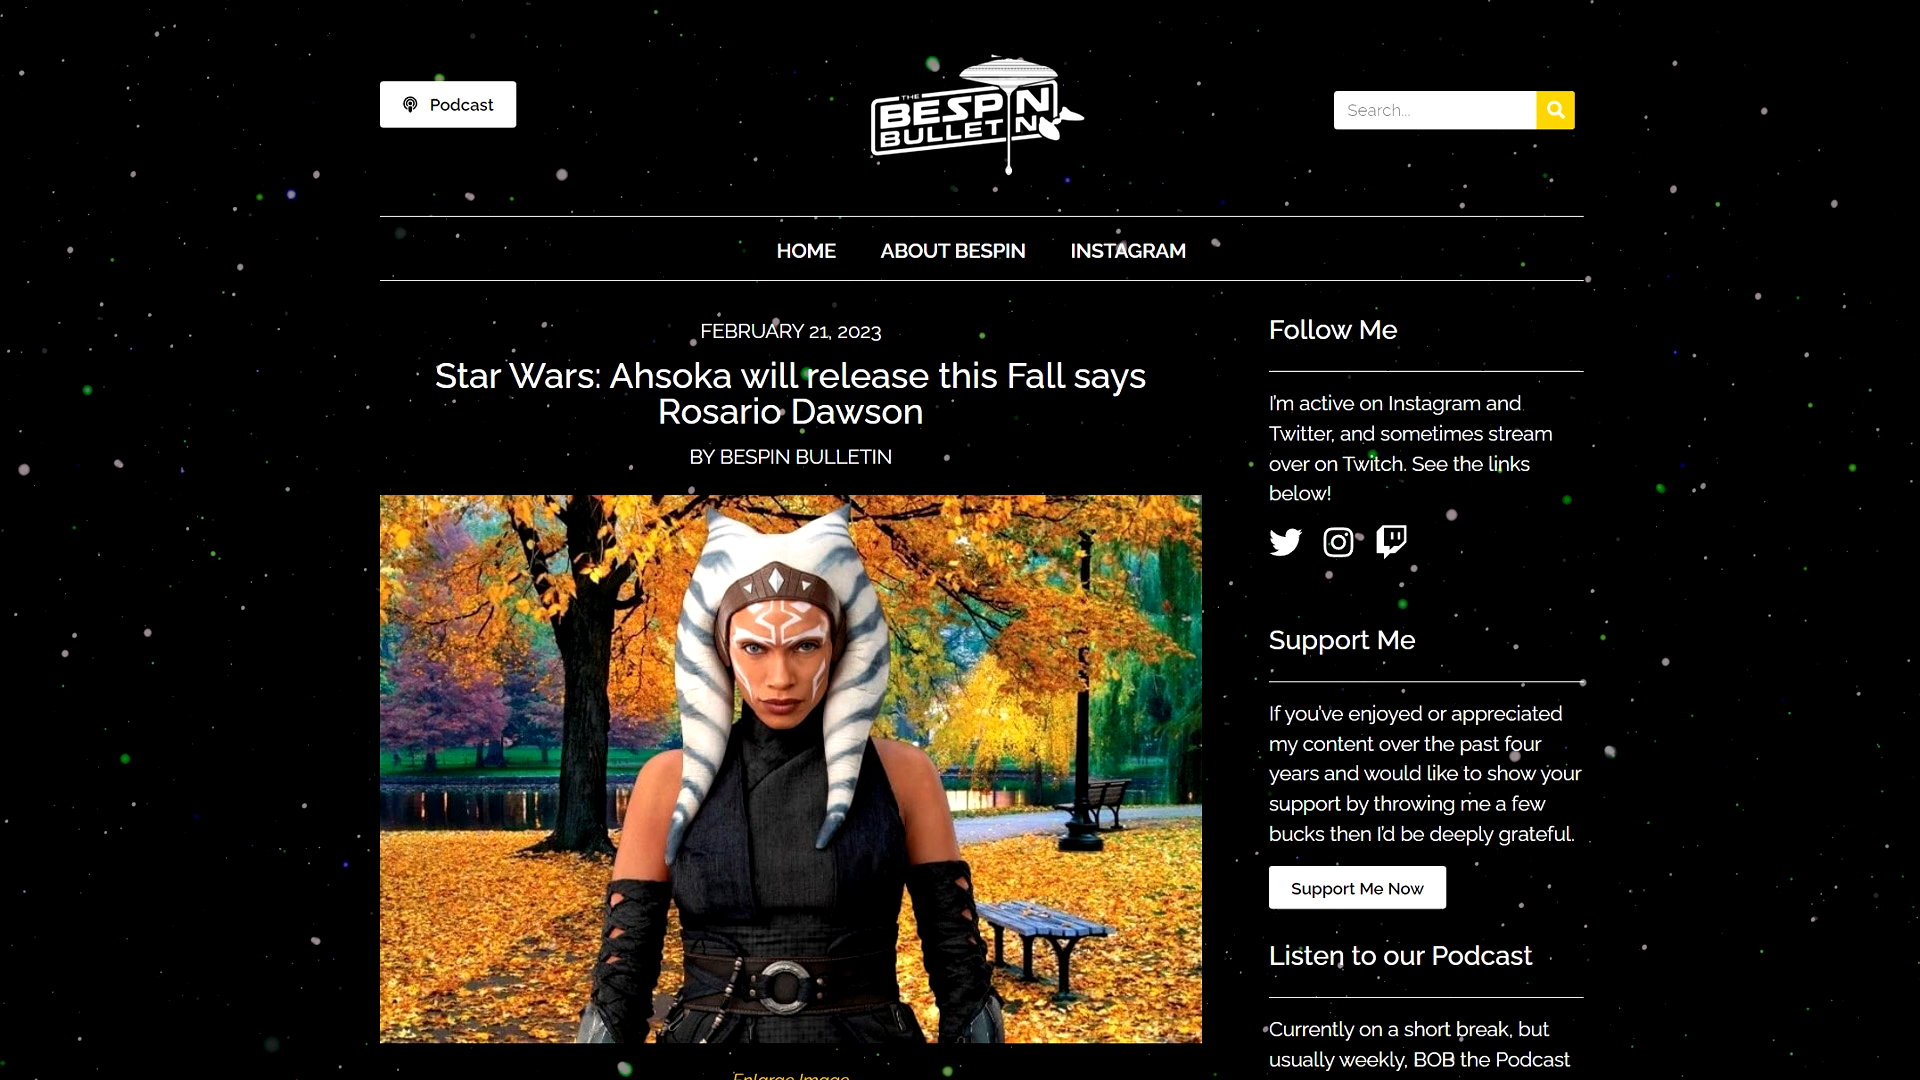 Podcast
THE
BESPIN
BULLETIN
Search...
HOME
ABOUT BESPIN
INSTAGRAM
FEBRUARY 21, 2023
Star Wars: Ahsoka will release this Fall says
Rosario Dawson
BY BESPIN BULLETIN
Enlarge Image
Follow Me
I'm active on Instagram and
Twitter, and sometimes stream
over on Twitch. See the links
below!
Support Me
If you've enjoyed or appreciated
my content over the past four
years and would like to show your
support by throwing me a few
bucks then I'd be deeply grateful.
Support Me Now
Listen to our Podcast
Currently on a short break, but
usually weekly, BOB the Podcast